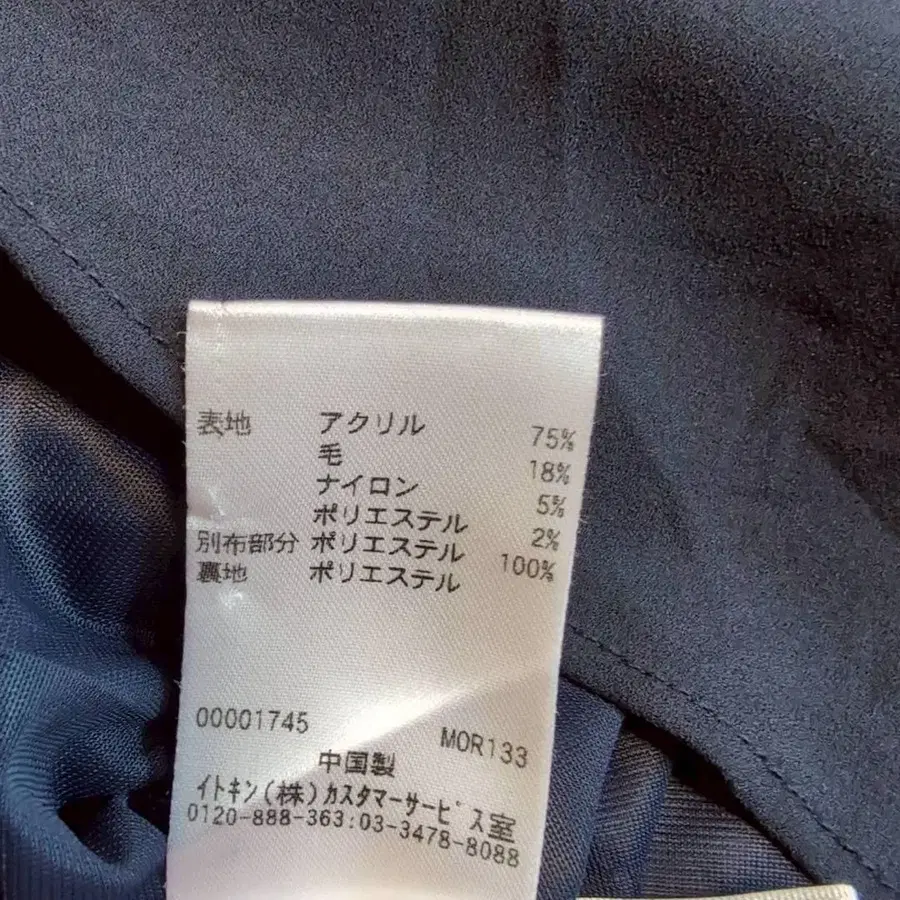 表地 アクリル 75%
毛 18%
ナイロン 5%
ポリエステル 2%
別布部分 ポリエステル 100%
裏地 ポリエステル
00001745 MOR133
中国製
イトキン(株)カスタマーサービス室
0120-888-363:03-3478-8088